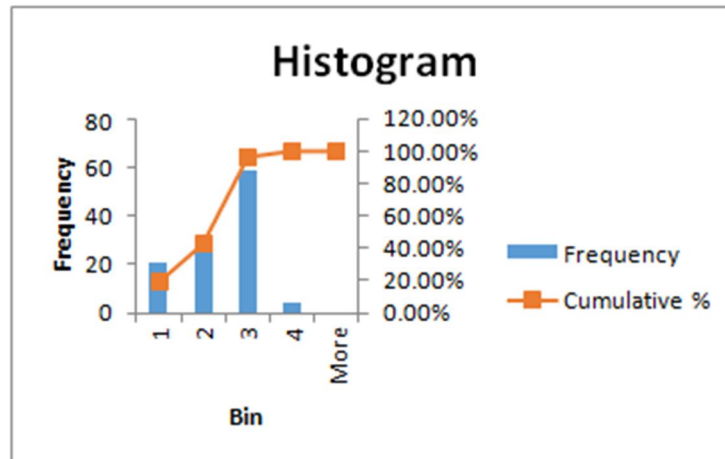 Histogram
80
60
40
20
0
Frequency
120.00%
100.00%
80.00%
60.00%
40.00%
20.00%
0.00%
1
2
3
4
More
Bin
Frequency
Cumulative %